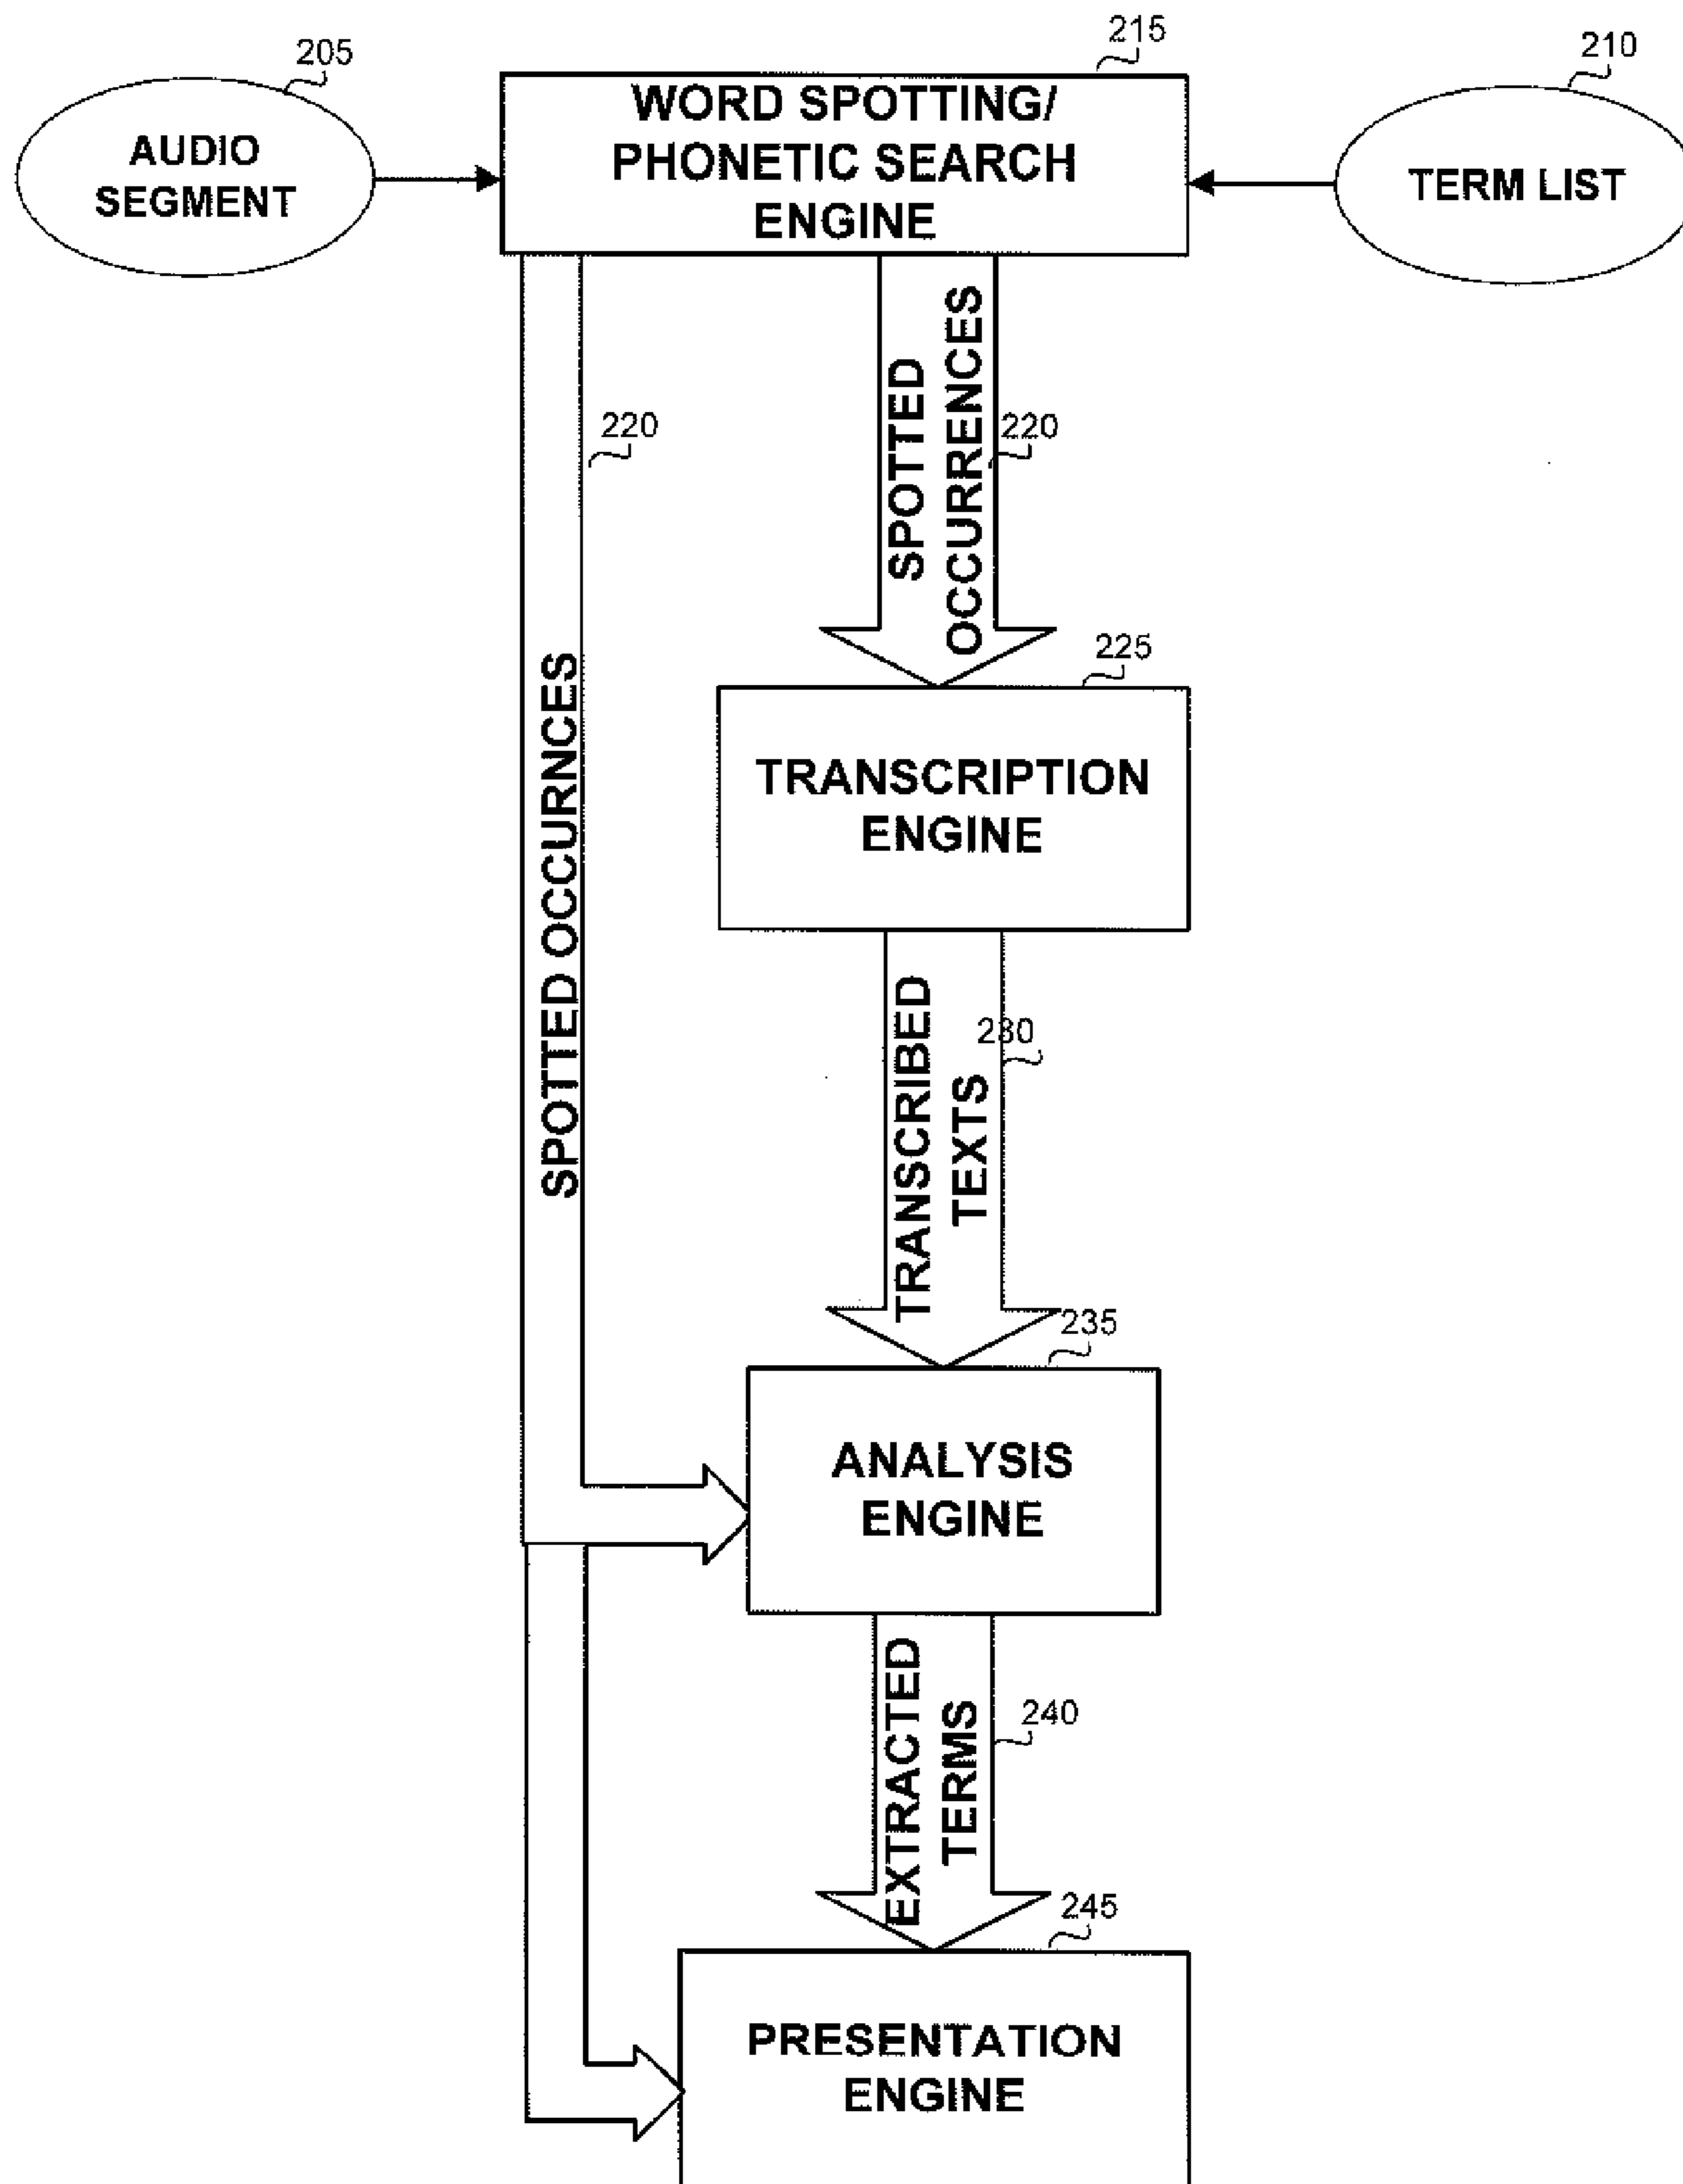 205
AUDIO
SEGMENT
215
WORD SPOTTING/
PHONETIC SEARCH
ENGINE
210
TERM LIST
220
SPOTTED OCCURNCES
SPOTTED
OCCURRENCES
220
225
TRANSCRIPTION
ENGINE
TRANSCRIBED
TEXTS
230
235
ANALYSIS
ENGINE
EXTRACTED
TERMS
240
245
PRESENTATION
ENGINE